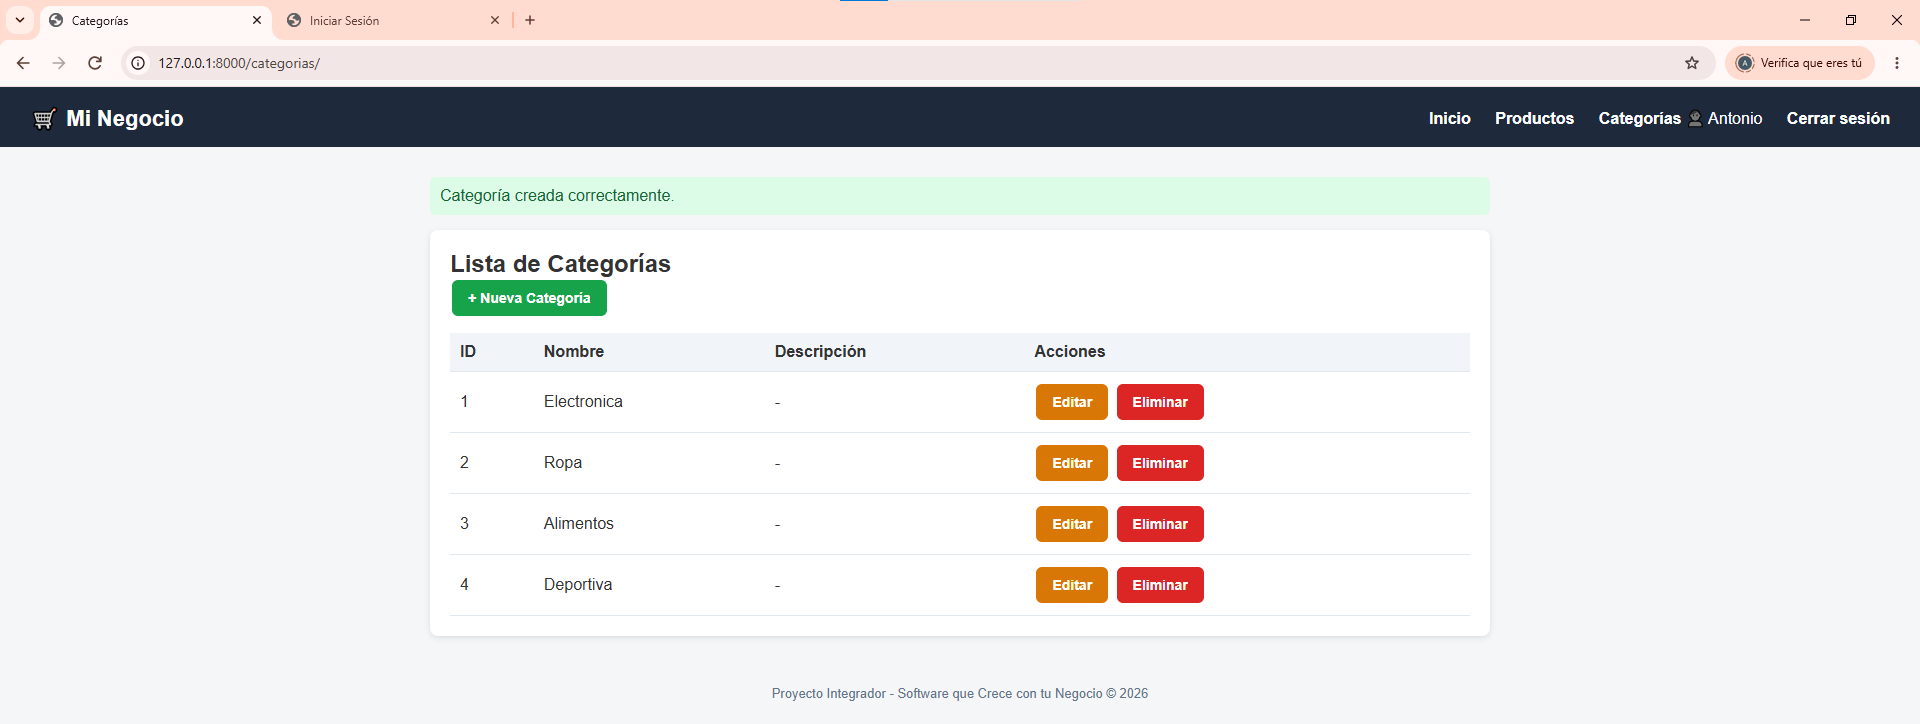 Categorías
Iniciar Sesión
127.0.0.1:8000/categorias/
A
Verifica que eres tú
Mi Negocio
Inicio
Productos
Categorías
Antonio
Cerrar sesión
Categoría creada correctamente.
Lista de Categorías
+ Nueva Categoría
ID Nombre Descripción Acciones
1 Electronica - Editar Eliminar
2 Ropa - Editar Eliminar
3 Alimentos - Editar Eliminar
4 Deportiva - Editar Eliminar
Proyecto Integrador - Software que Crece con tu Negocio © 2026